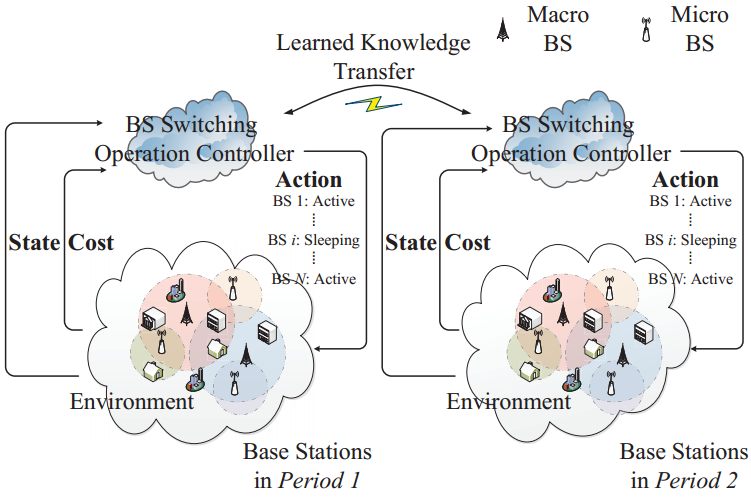 Macro
BS
Micro
BS
Learned Knowledge
Transfer
BS Switching
Operation Controller
Action
BS 1: Active
BS i: Sleeping
BS N: Active
State
Cost
Environment
Base Stations
in Period 1
BS Switching
Operation Controller
Action
BS 1: Active
BS i: Sleeping
BS N: Active
State
Cost
Environment
Base Stations
in Period 2